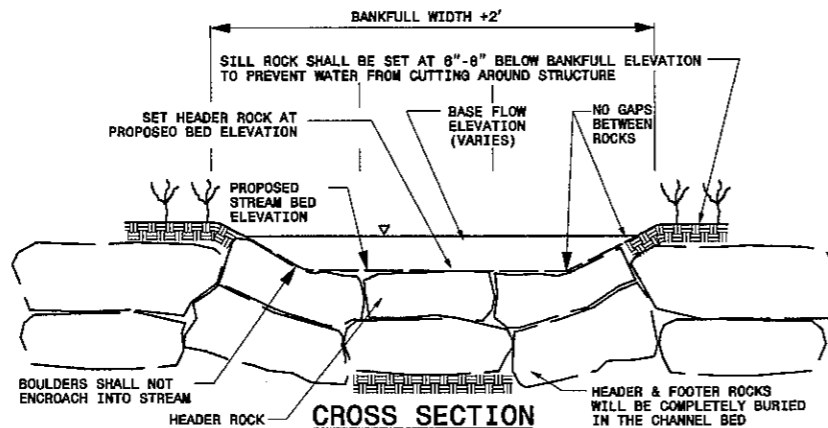 BANKFULL WIDTH +2'
SILL ROCK SHALL BE SET AT 6"-8" BELOW BANKFULL ELEVATION
TO PREVENT WATER FROM CUTTING AROUND STRUCTURE
SET HEADER ROCK AT
PROPOSED BED ELEVATION
BASE FLOW
ELEVATION
(VARIES)
NO GAPS
BETWEEN
ROCKS
PROPOSED
STREAM BED
ELEVATION
BOULDERS SHALL NOT
ENCROACH INTO STREAM
HEADER ROCK
CROSS SECTION
HEADER & FOOTER ROCKS
WILL BE COMPLETELY BURIED
IN THE CHANNEL BED